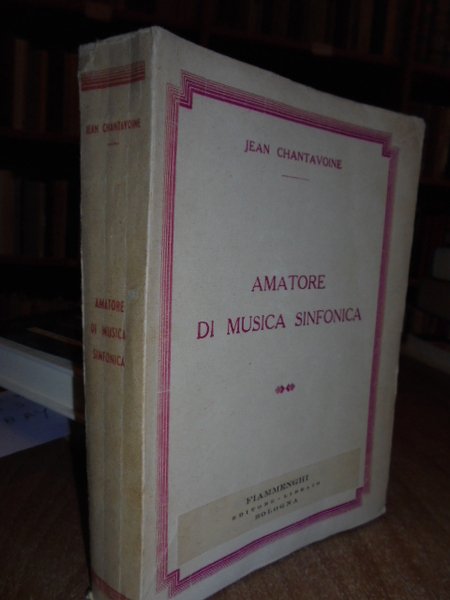 JEAN CHANTAVOINE
AMATORE
DI MUSICA
SINFONICA
JEAN CHANTAVOINE
AMATORE
DI MUSICA SINFONICA
FIAMMENGHI
EDITORE - LIBRAIO
BOLOGNA